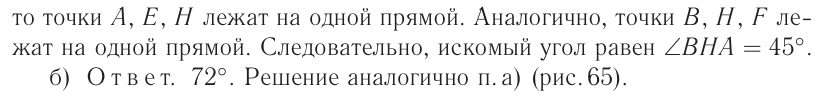 то точки A, E, H лежат на одной прямой. Аналогично, точки B, H, F ле-
жат на одной прямой. Следовательно, искомый угол равен ∠BHA = 45°.
б) Ответ. 72°. Решение аналогично п. а) (рис. 65).